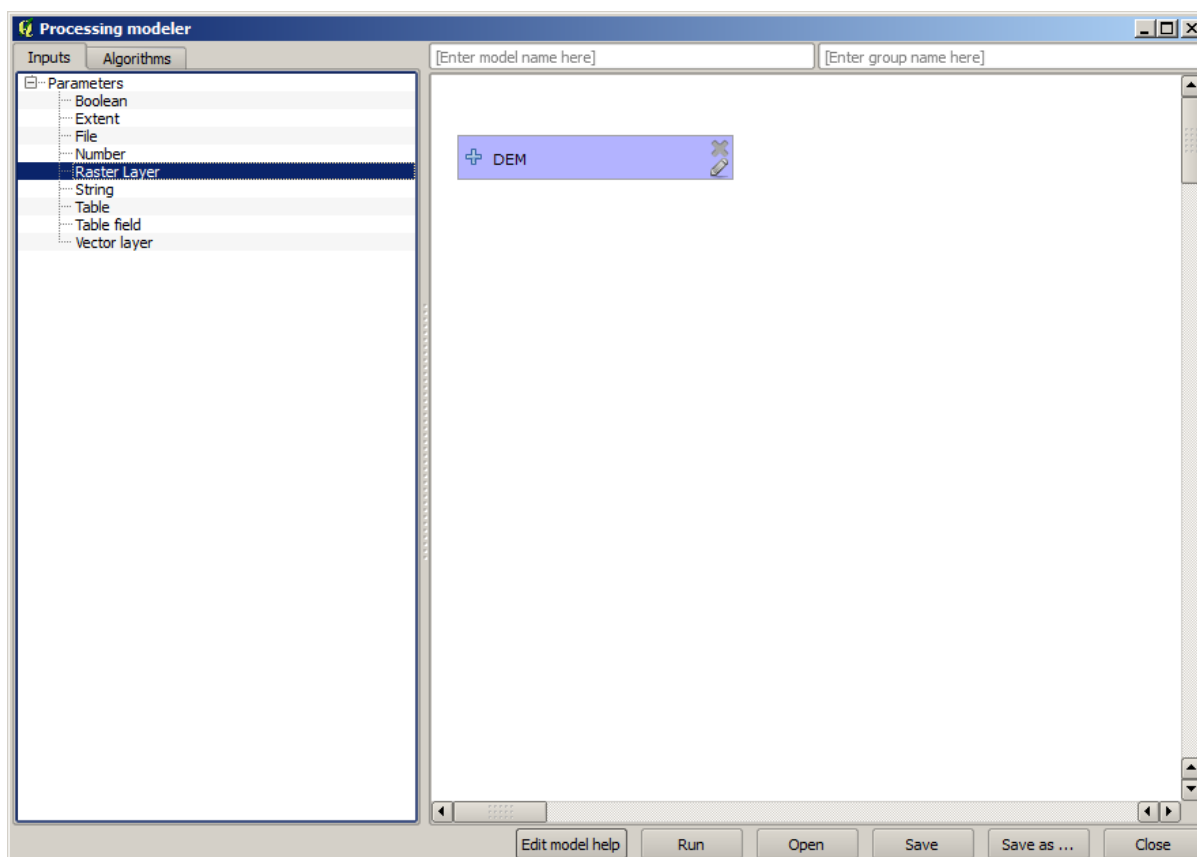 Processing modeler
Inputs Algorithms [Enter model name here] [Enter group name here]
Parameters
Boolean
Extent
File
Number
Raster Layer
String
Table
Table field
Vector layer
DEM
Edit model help Run Open Save Save as ... Close